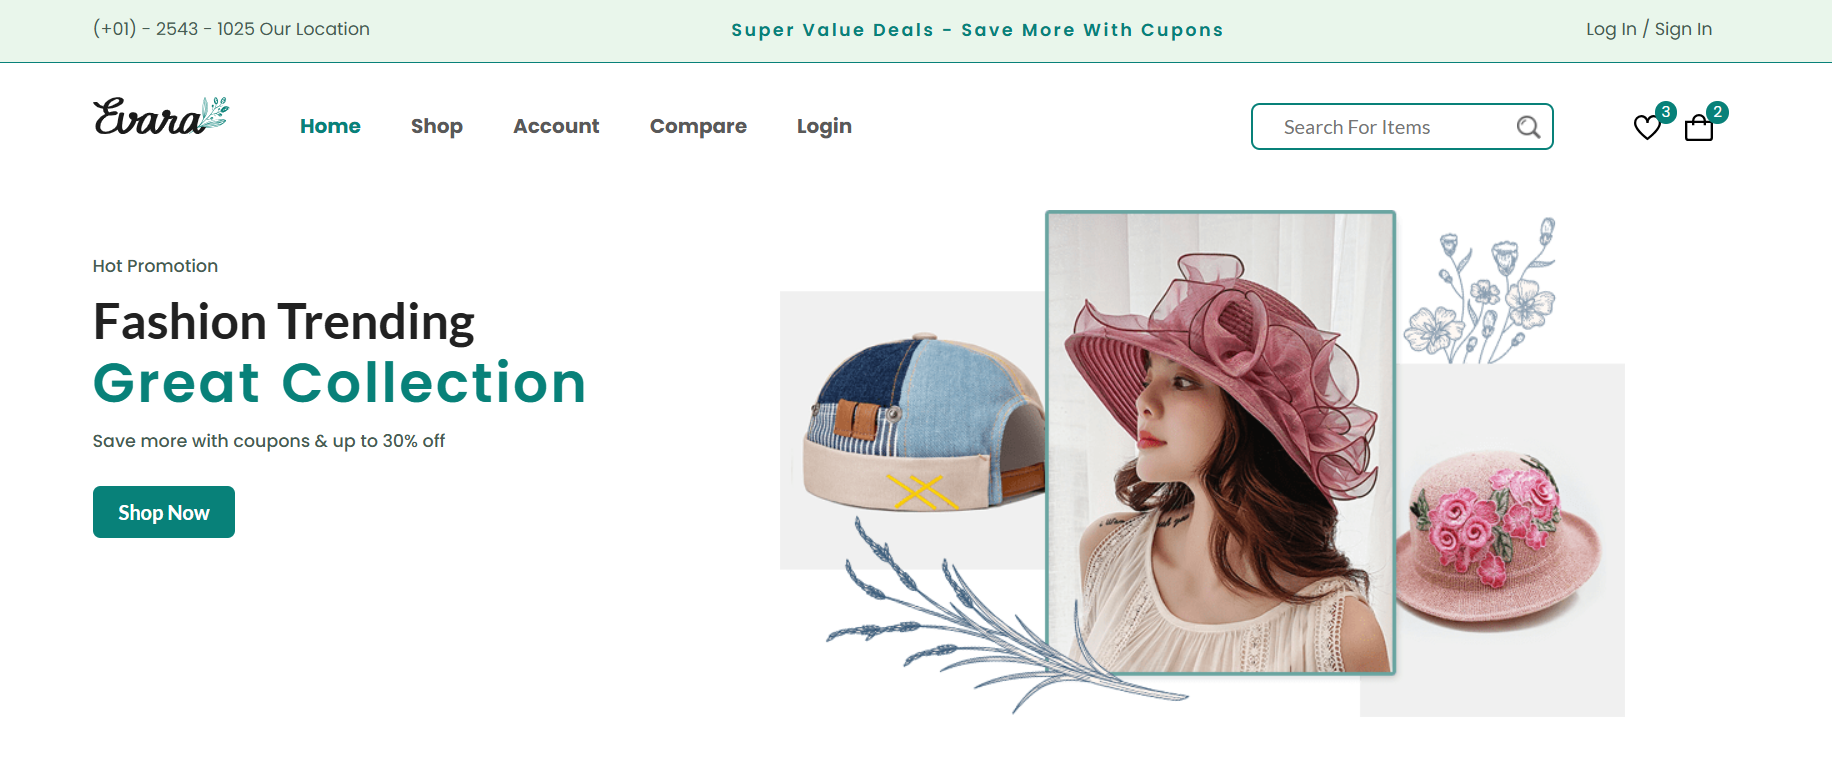 (+01) - 2543 - 1025 Our Location
Super Value Deals - Save More With Cupons
Log In / Sign In
Evara
Home
Shop
Account
Compare
Login
Search For Items
3
2
Hot Promotion
Fashion Trending
Great Collection
Save more with coupons & up to 30% off
Shop Now